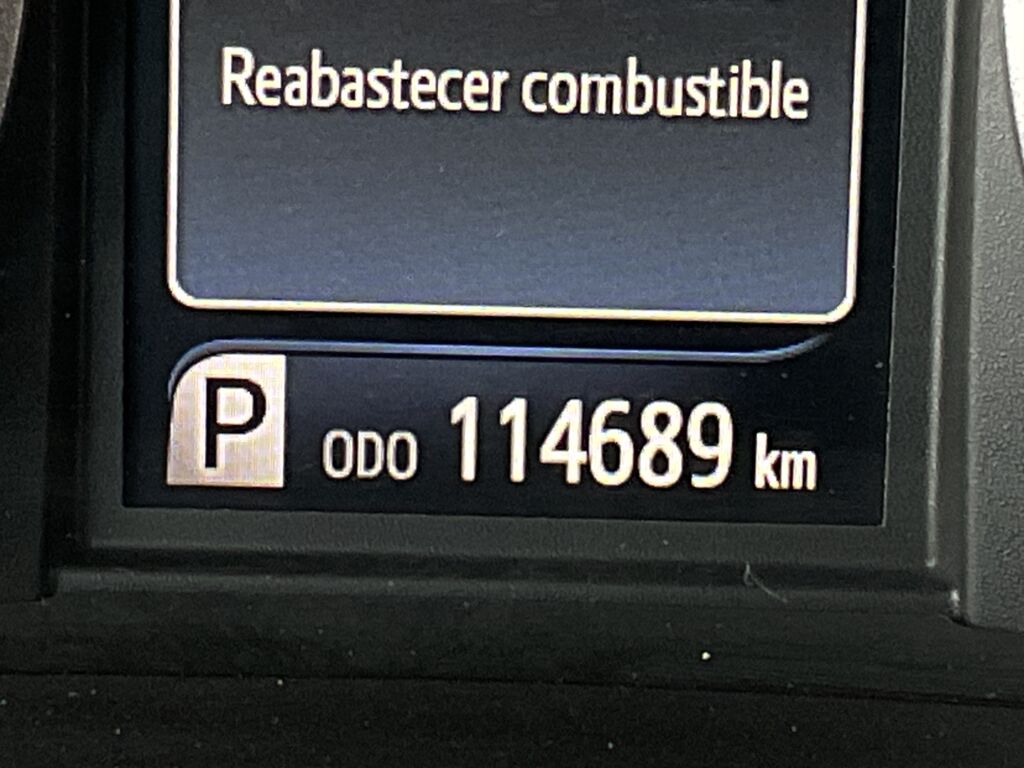 Reabastecer combustible
P ODO 114689 km